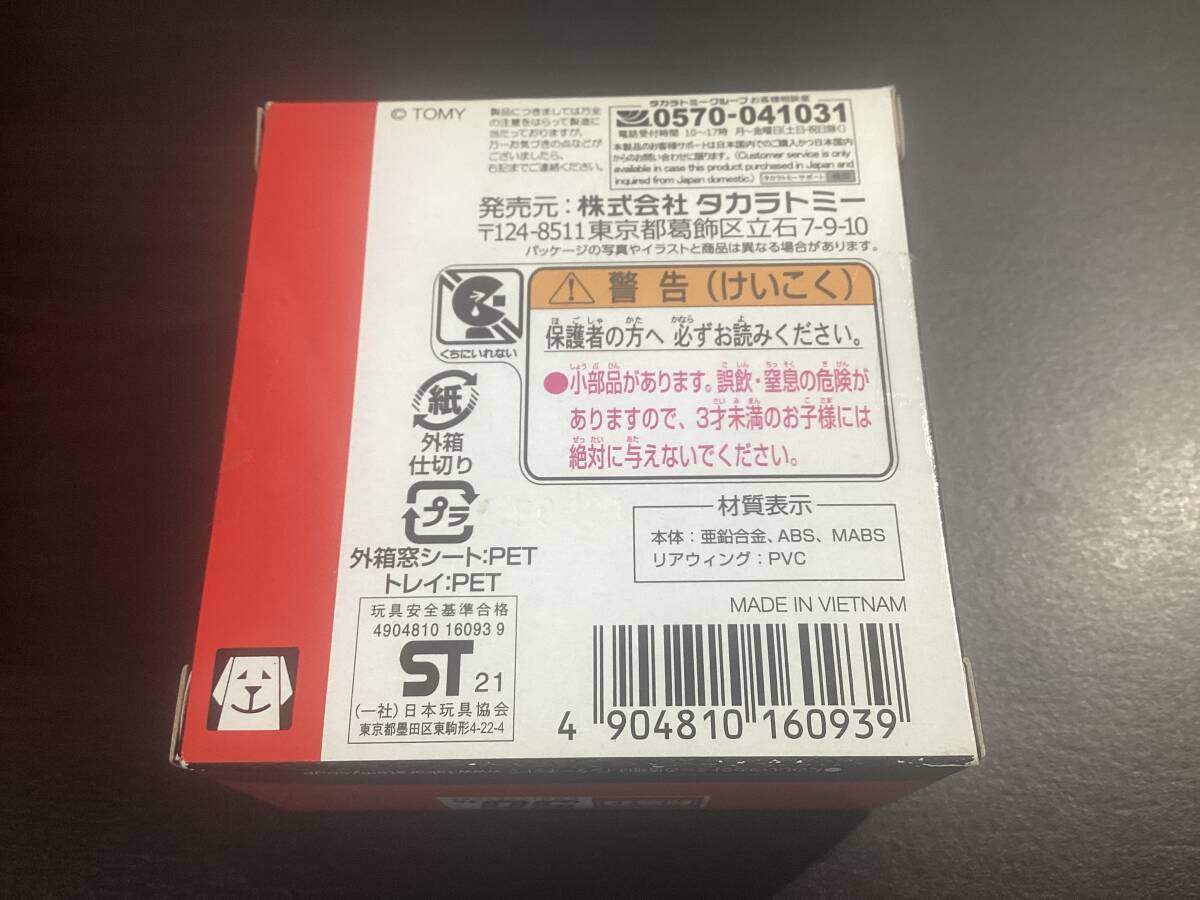 © TOMY
製品につきましては万全
の注意をはらって製造に
当たっておりますが、
万一お気づきの点などが
ございましたら、
右記までご連絡ください。
タカラトミーグループ お客様相談室
0570-041031
電話受付時間 10〜17時 月〜金曜日(土日・祝日除く)
本製品のお客様サポートは日本国内でのご購入かつ日本国内
からのお問い合わせに限ります。(Customer service is only
available in case this product purchased in Japan and
inquired from Japan domestic.) タカラトミーサポート 検索
発売元:株式会社 タカラトミー
〒124-8511 東京都葛飾区立石7-9-10
パッケージの写真やイラストと商品は異なる場合があります。
くちにいれない
警告(けいこく)
保護者の方へ 必ずお読みください。
●小部品があります。誤飲・窒息の危険が
ありますので、3才未満のお子様には
絶対に与えないでください。
紙
外箱
仕切り
プラ
外箱窓シート:PET
トレイ:PET
材質表示
本体:亜鉛合金、ABS、MABS
リアウィング:PVC
MADE IN VIETNAM
玩具安全基準合格
4904810 16093 9
ST 21
(一社)日本玩具協会
東京都墨田区東駒形4-22-4
4 904810 160939